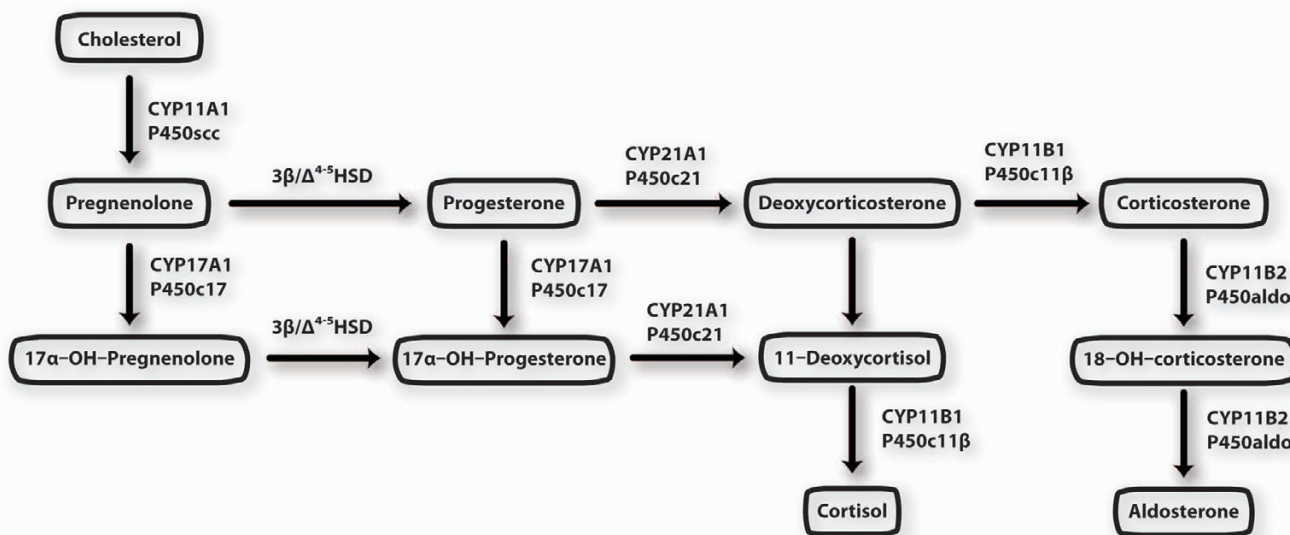 Cholesterol
CYP11A1
P450scc
Pregnenolone
3β/Δ⁴⁻⁵HSD
Progesterone
CYP21A1
P450c21
Deoxycorticosterone
CYP11B1
P450c11β
Corticosterone
CYP17A1
P450c17
CYP17A1
P450c17
CYP11B2
P450aldo
17α-OH-Pregnenolone
3β/Δ⁴⁻⁵HSD
17α-OH-Progesterone
CYP21A1
P450c21
11-Deoxycortisol
18-OH-corticosterone
CYP11B1
P450c11β
CYP11B2
P450aldo
Cortisol
Aldosterone